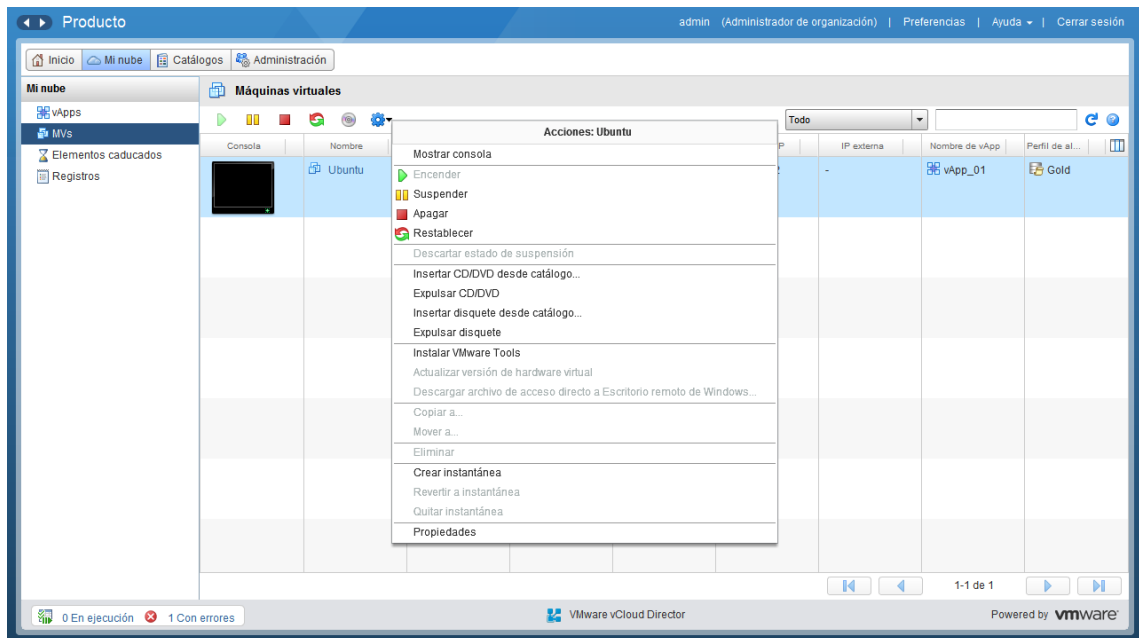 Producto
admin (Administrador de organización) | Preferencias | Ayuda | Cerrar sesión
Inicio Mi nube Catálogos Administración
Mi nube
vApps
MVs
Elementos caducados
Registros
Máquinas virtuales
Todo
Consola Nombre IP externa Nombre de vApp Perfil de al...
Ubuntu - vApp_01 Gold
Acciones: Ubuntu
Mostrar consola
Encender
Suspender
Apagar
Restablecer
Descartar estado de suspensión
Insertar CD/DVD desde catálogo...
Expulsar CD/DVD
Insertar disquete desde catálogo...
Expulsar disquete
Instalar VMware Tools
Actualizar versión de hardware virtual
Descargar archivo de acceso directo a Escritorio remoto de Windows...
Copiar a...
Mover a...
Eliminar
Crear instantánea
Revertir a instantánea
Quitar instantánea
Propiedades
1-1 de 1
0 En ejecución 1 Con errores
VMware vCloud Director
Powered by vmware